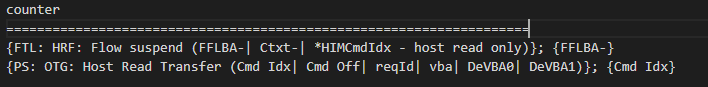 counter
==================================================================
{FTL: HRF: Flow suspend (FFLBA-| Ctxt-| *HIMCmdIdx - host read only)}; {FFLBA-}
{PS: OTG: Host Read Transfer (Cmd Idx| Cmd Off| reqId| vba| DeVBA0| DeVBA1)}; {Cmd Idx}